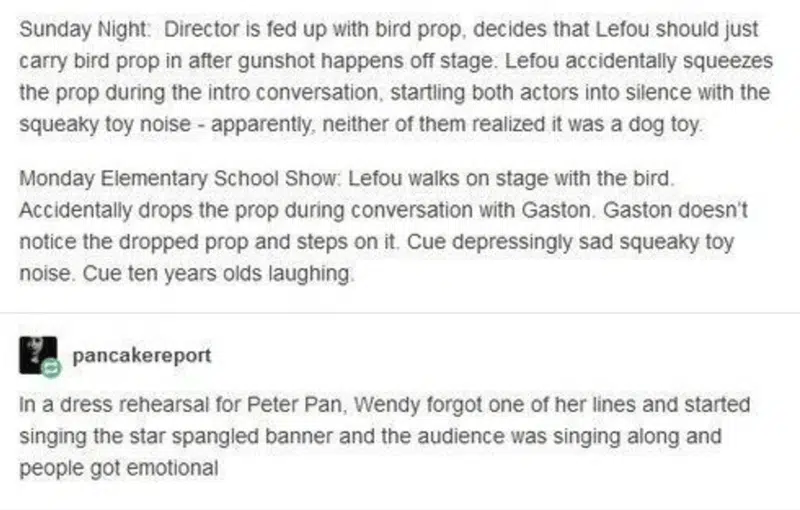 Sunday Night:  Director is fed up with bird prop, decides that Lefou should just
carry bird prop in after gunshot happens off stage. Lefou accidentally squeezes
the prop during the intro conversation, startling both actors into silence with the
squeaky toy noise - apparently, neither of them realized it was a dog toy.
Monday Elementary School Show: Lefou walks on stage with the bird.
Accidentally drops the prop during conversation with Gaston. Gaston doesn't
notice the dropped prop and steps on it. Cue depressingly sad squeaky toy
noise. Cue ten years olds laughing.
pancakereport
In a dress rehearsal for Peter Pan, Wendy forgot one of her lines and started
singing the star spangled banner and the audience was singing along and
people got emotional